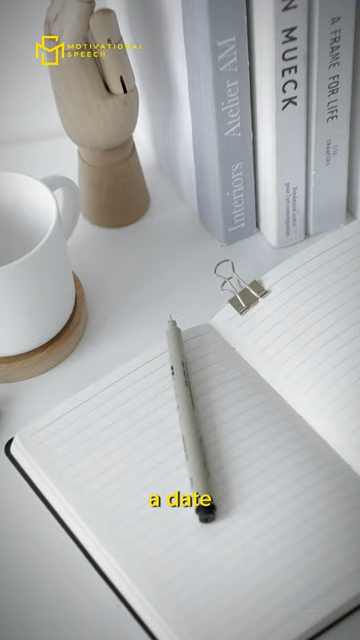 MOTIVATIONAL
SPEECH
Interiors Atelier AM
N MUECK
A FRAME FOR LIFE
a date